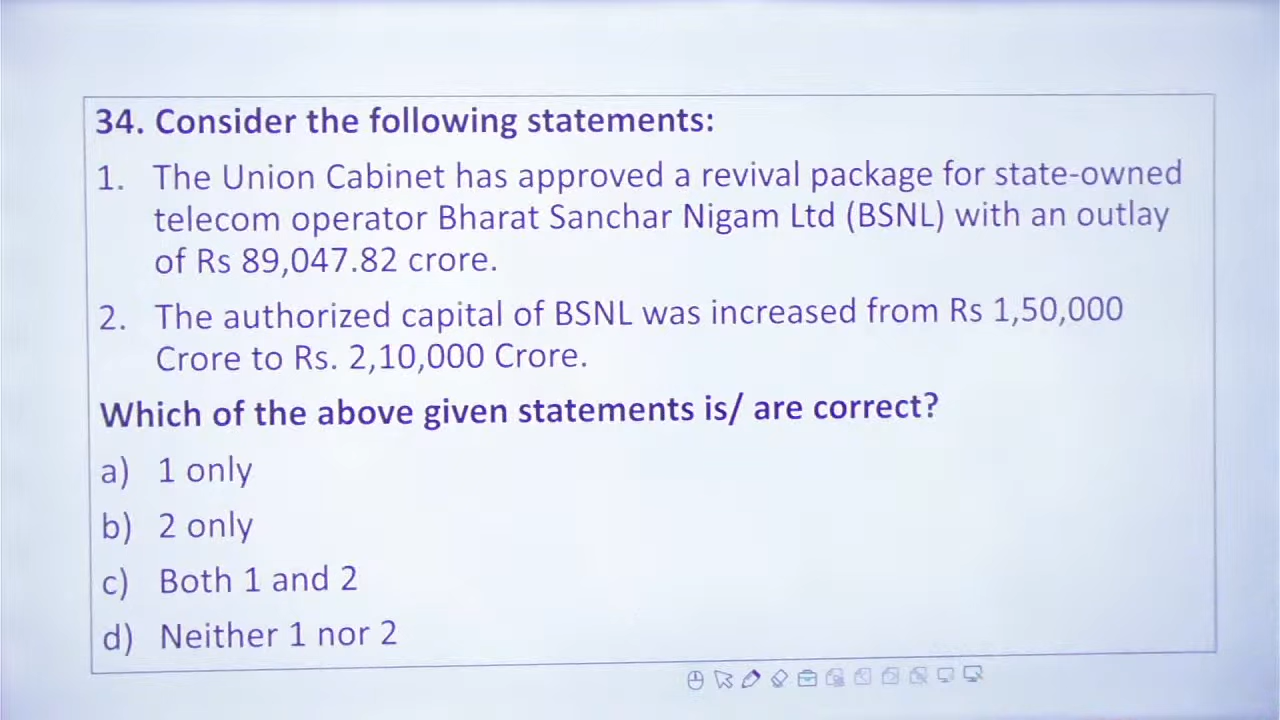 34. Consider the following statements:
1. The Union Cabinet has approved a revival package for state-owned
telecom operator Bharat Sanchar Nigam Ltd (BSNL) with an outlay
of Rs 89,047.82 crore.
2. The authorized capital of BSNL was increased from Rs 1,50,000
Crore to Rs. 2,10,000 Crore.
Which of the above given statements is/ are correct?
a) 1 only
b) 2 only
c) Both 1 and 2
d) Neither 1 nor 2